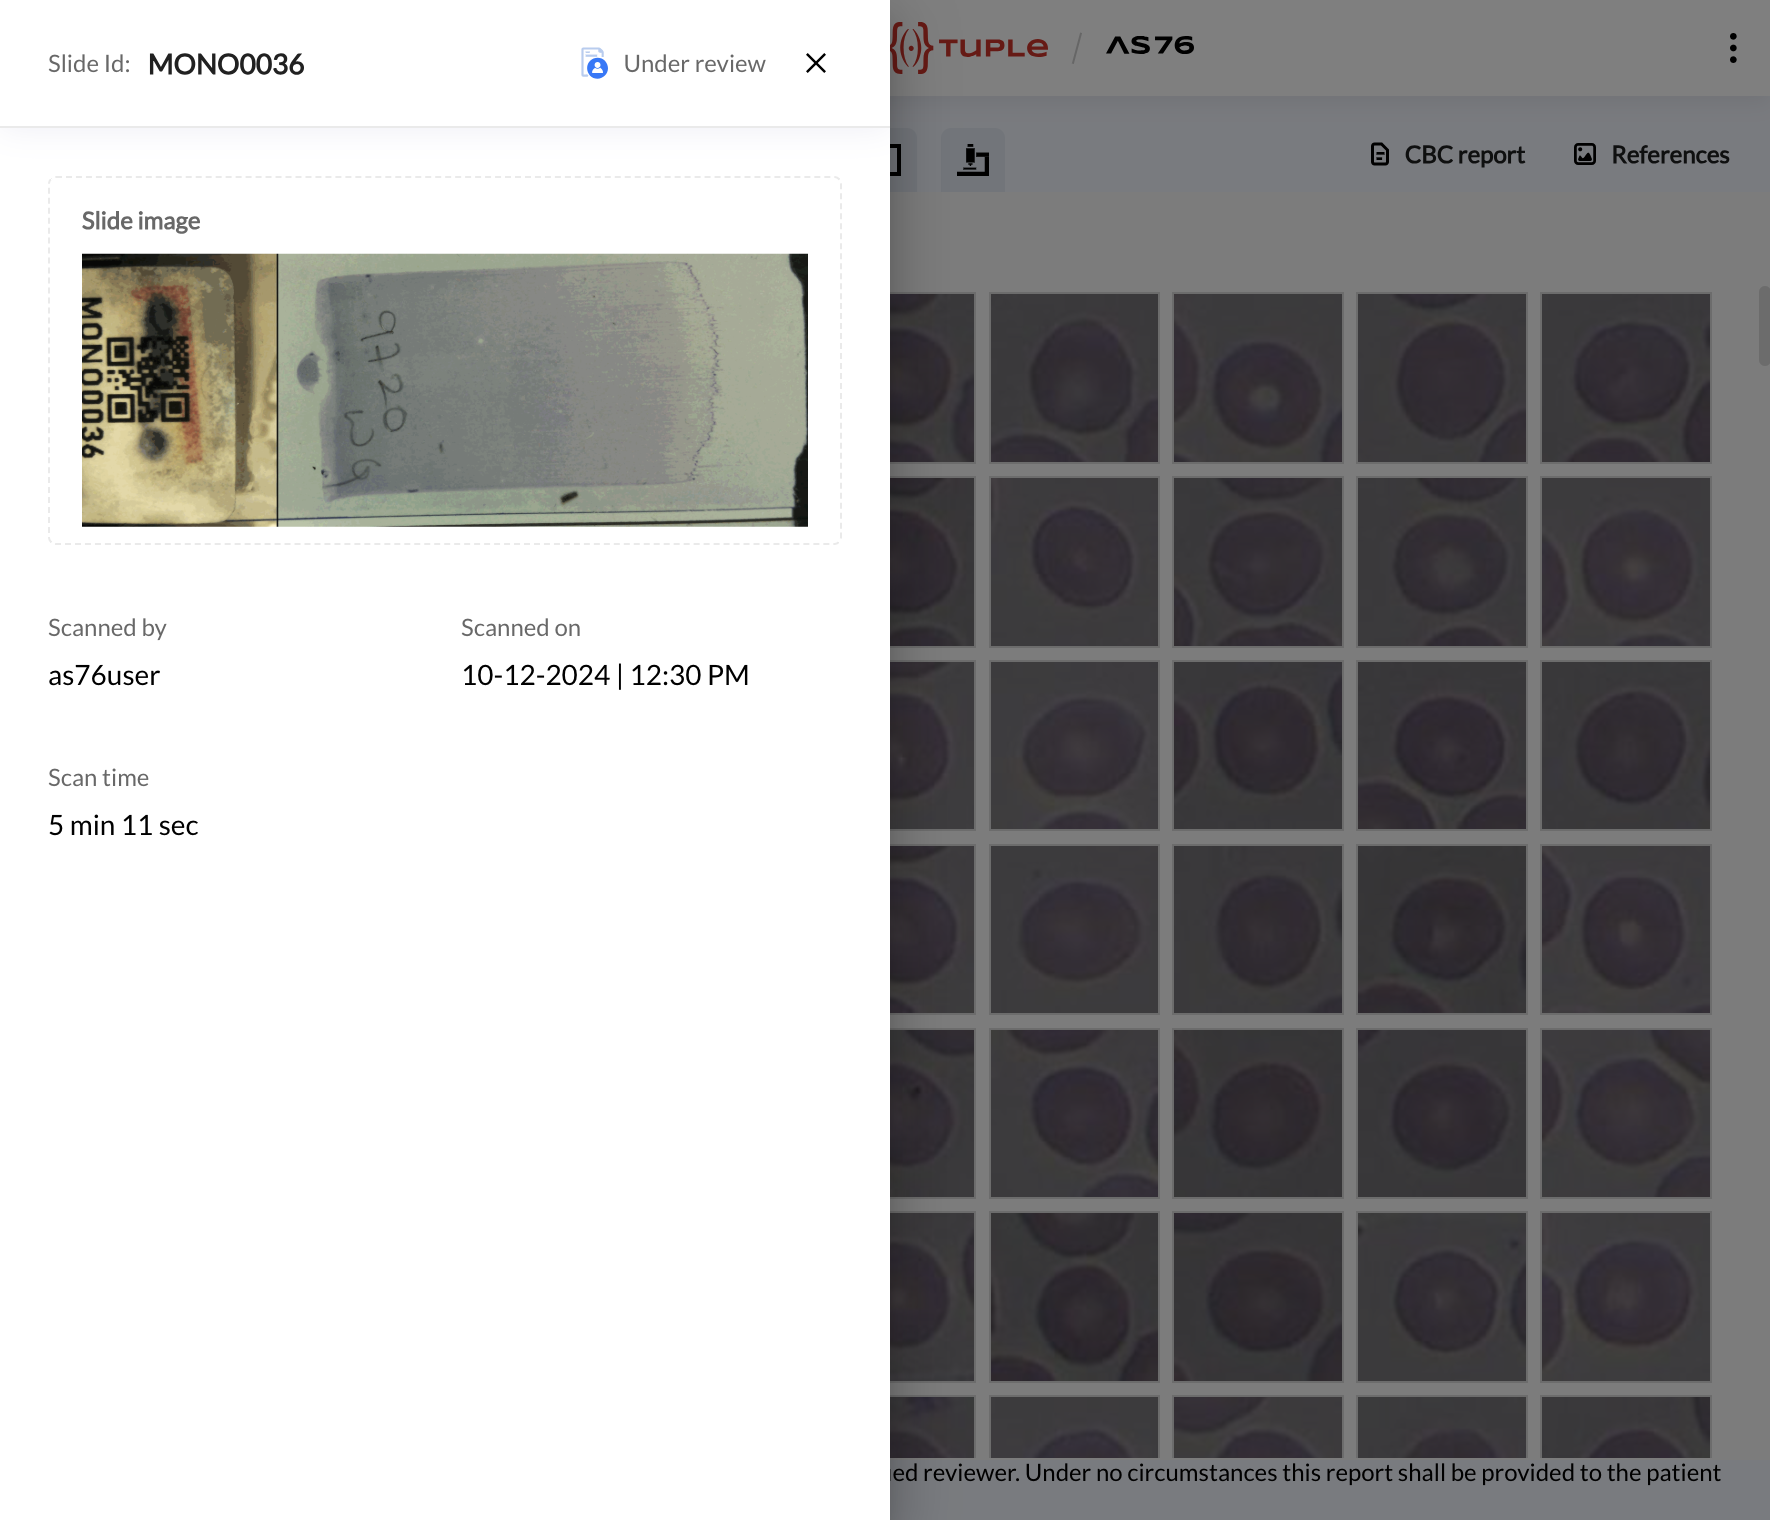 Slide Id: MONO0036
Under review
TUPLE / AS76
CBC report
References
Slide image
MONO0036
9720
W36
Scanned by
as76user
Scanned on
10-12-2024 | 12:30 PM
Scan time
5 min 11 sec
ed reviewer. Under no circumstances this report shall be provided to the patient